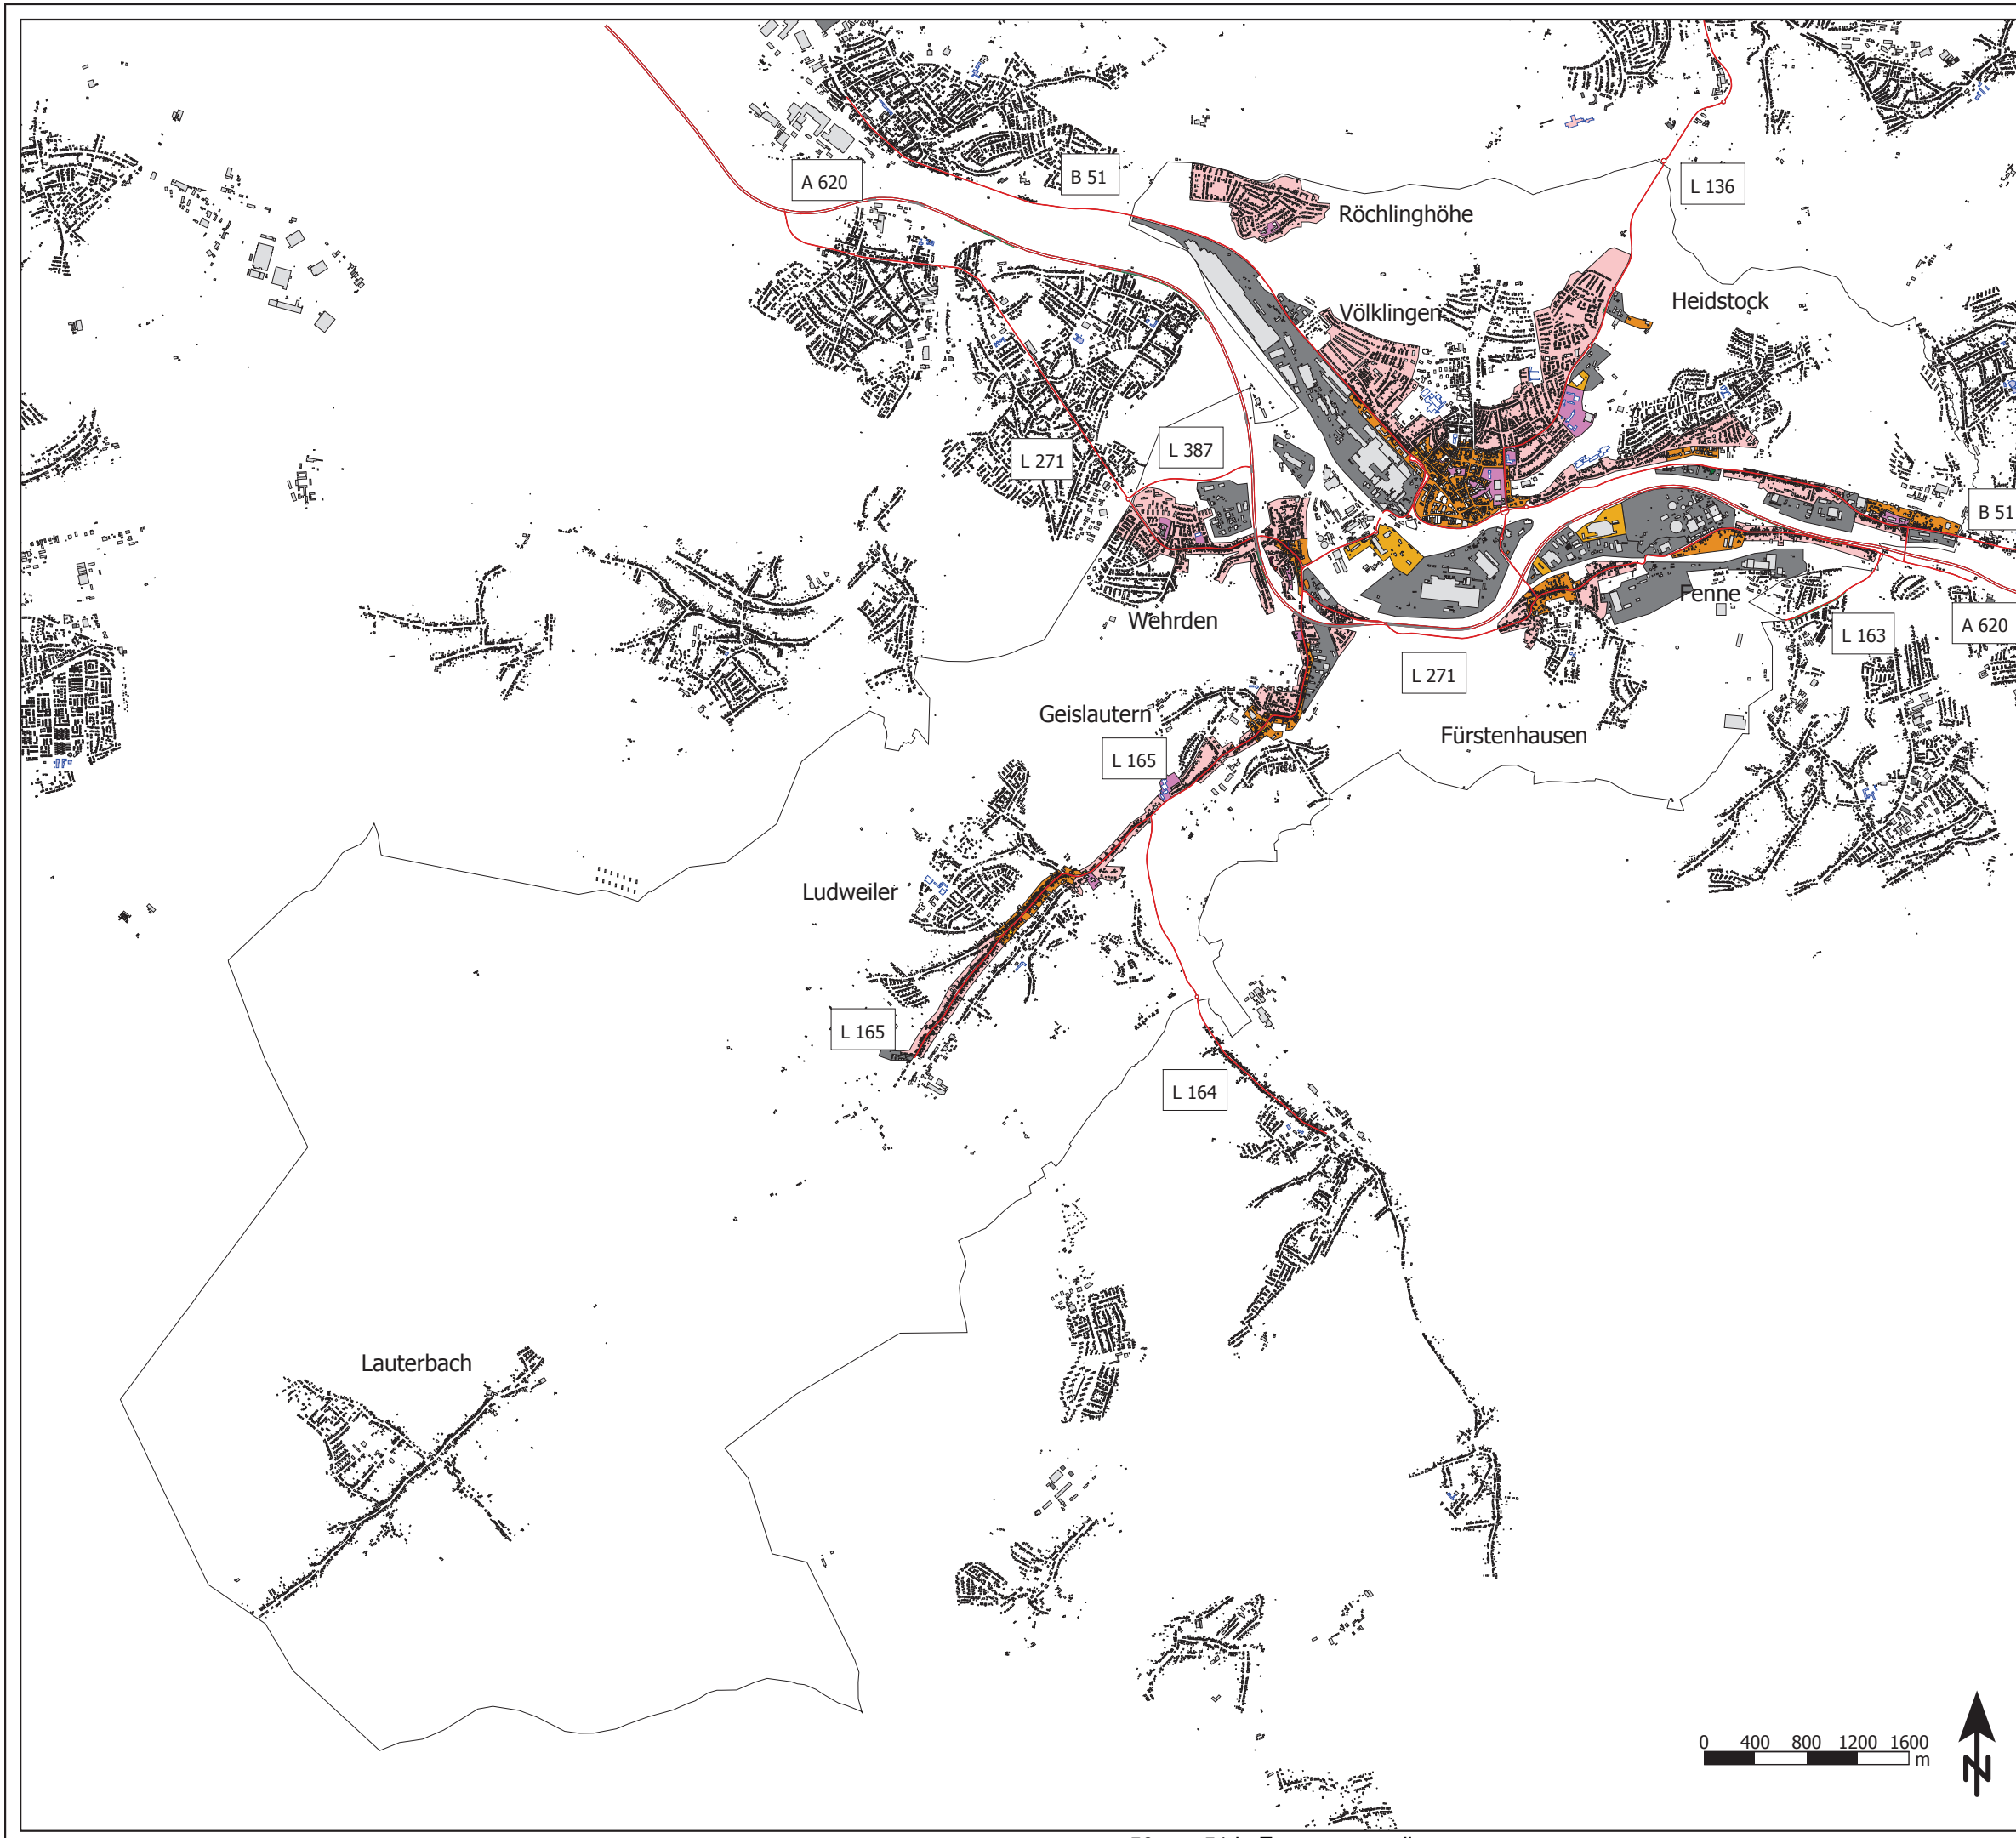 A 620
B 51
L 136
Röchlinghöhe
Heidstock
Völklingen
L 387
L 271
B 51
Fenne
Wehrden
A 620
L 163
L 271
Geislautern
Fürstenhausen
L 165
Ludweiler
L 165
L 164
Lauterbach
0 400 800 1200 1600
m
N